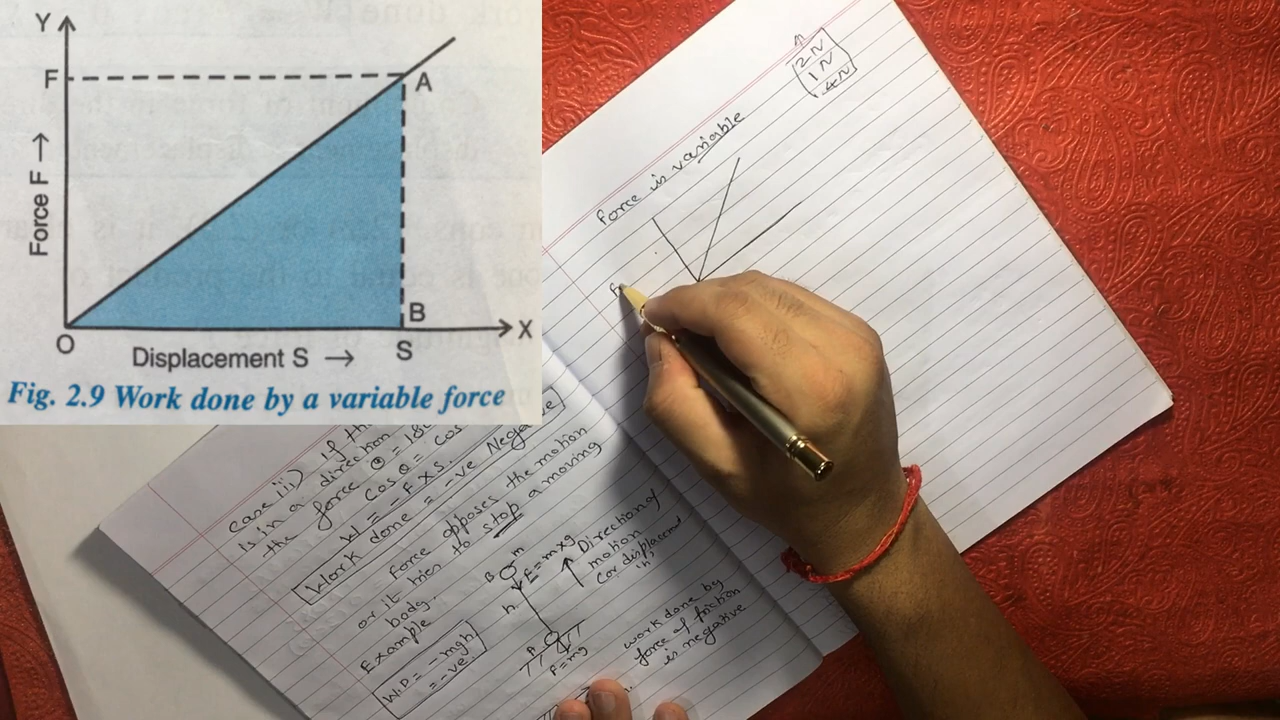 Y
F
A
Force F →
B
X
O
S
Displacement S →
Fig. 2.9 Work done by a variable force
2N
1N
4N
Force is variable
F
case iii) If th
is in a direction
the force θ = 180
cos θ = cos
W = - F x S.
Work done = -ve Negative
Force opposes the motion
or it tries to stop a moving
body.
Example
W.D = - mgh
= -ve
B m
F = m x g
h
A
F = mg
Direction of
motion
(or displacement
'h')
work done by
force of friction
is negative